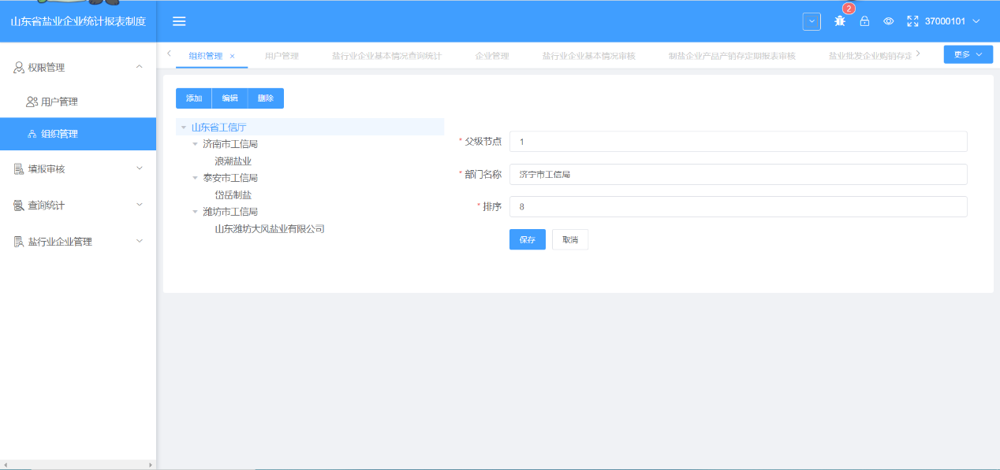 山东省盐业企业统计报表制度
2
37000101
权限管理
用户管理
组织管理
填报审核
查询统计
盐行业企业管理
组织管理 ×
用户管理
盐行业企业基本情况查询统计
企业管理
盐行业企业基本情况审核
制盐企业产品产销存定期报表审核
盐业批发企业购销存定
更多
添加
编辑
删除
山东省工信厅
济南市工信局
浪潮盐业
泰安市工信局
岱岳制盐
潍坊市工信局
山东潍坊大风盐业有限公司
* 父级节点
1
* 部门名称
济宁市工信局
* 排序
8
保存
取消